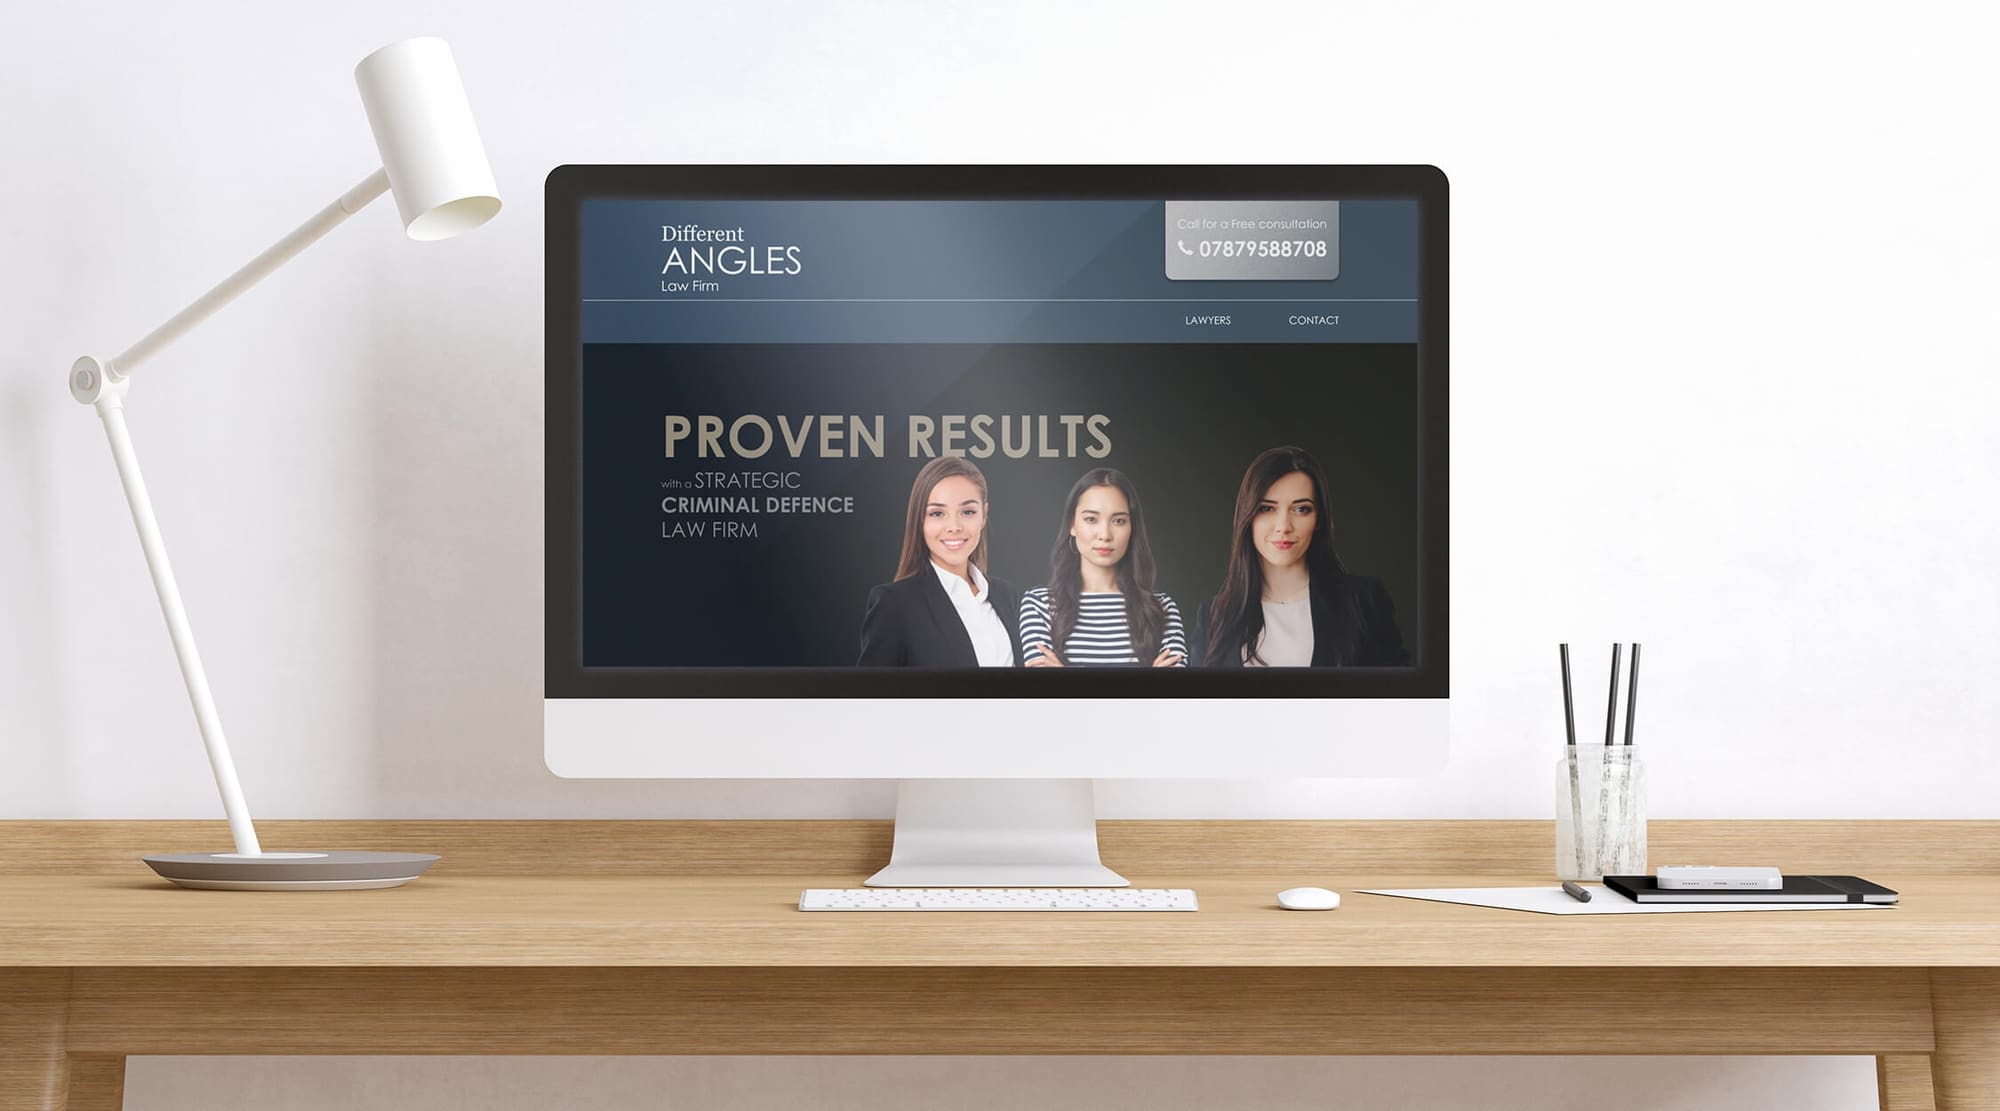 Different
ANGLES
Law Firm
Call for a Free consultation
07879588708
LAWYERS CONTACT
PROVEN RESULTS
with a STRATEGIC
CRIMINAL DEFENCE
LAW FIRM